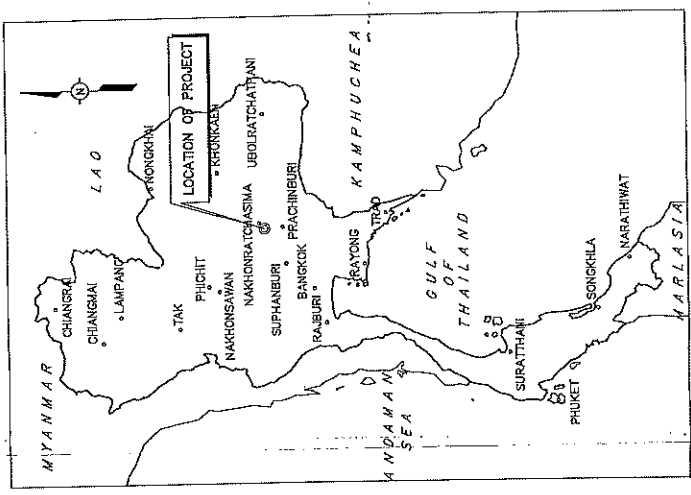 MYANMAR
LAO
N
CHIANGRAI
CHIANGMAI
LAMPANG
NONGKHAI
LOCATION OF PROJECT
TAK
PHICHIT
KHONKAEN
NAKHONSAWAN
NAKHONRATCHASIMA
UBOLRATCHATHANI
SUPHANBURI
PRACHINBURI
BANGKOK
RAJBURI
KAMPHUCHEA
RAYONG
TRAD
GULF
OF
THAILAND
ANDAMAN
SEA
SURATTHANI
PHUKET
SONGKHLA
NARATHIWAT
MARLASIA